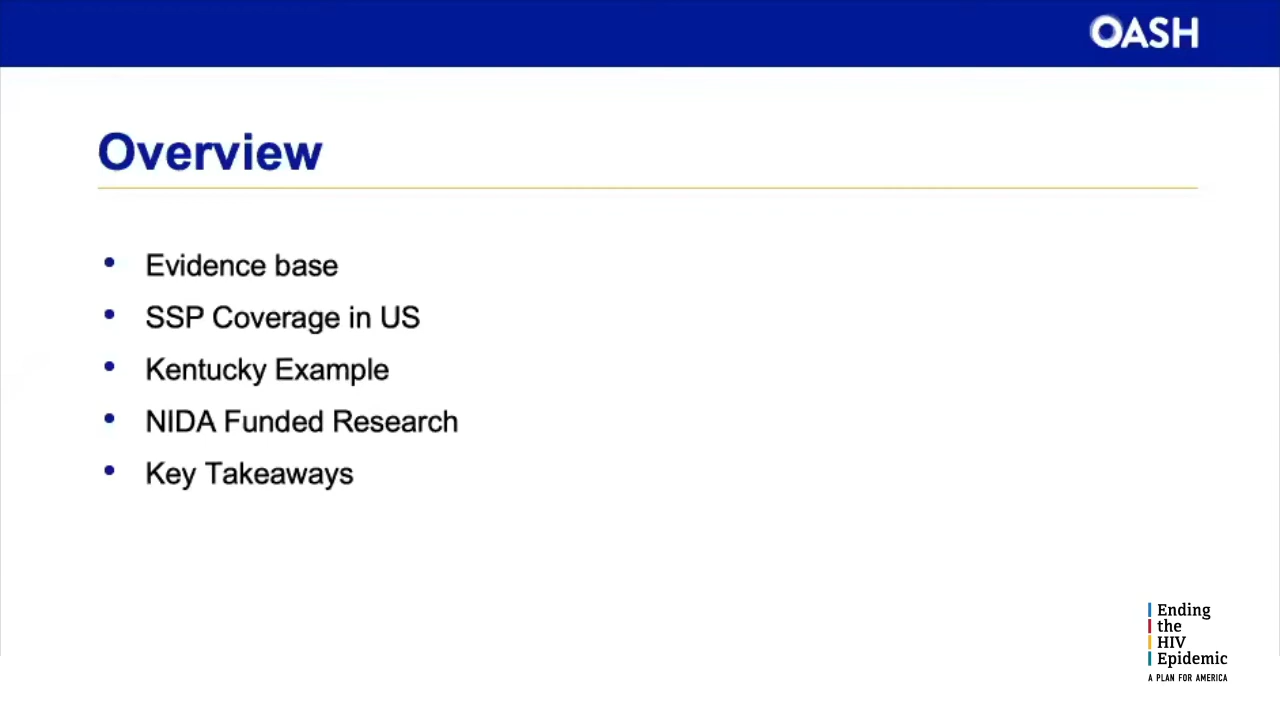 OASH
Overview
• Evidence base
• SSP Coverage in US
• Kentucky Example
• NIDA Funded Research
• Key Takeaways
Ending
the
HIV
Epidemic
A PLAN FOR AMERICA